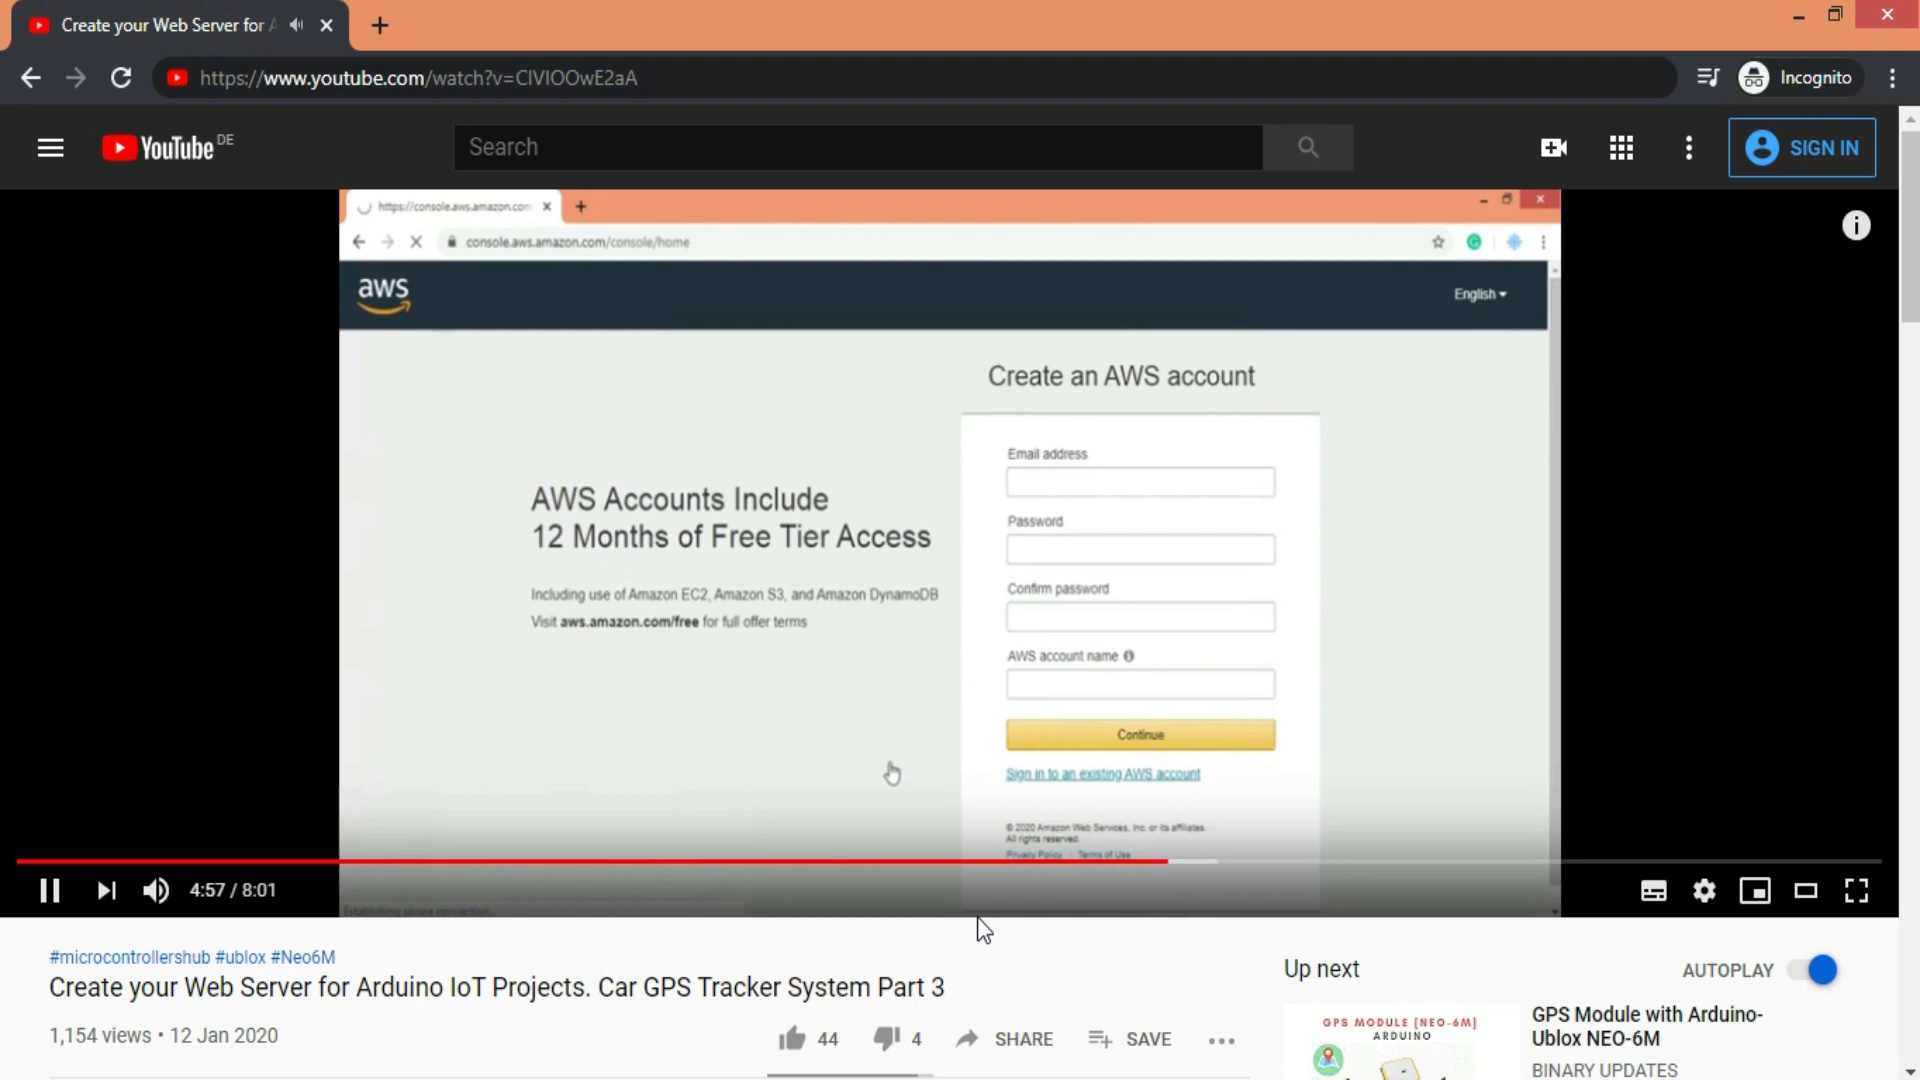 Create your Web Server for A
https://www.youtube.com/watch?v=CIVIOOwE2aA
Incognito
YouTube DE
Search
SIGN IN
https://console.aws.amazon.com
console.aws.amazon.com/console/home
aws
English
Create an AWS account
Email address
AWS Accounts Include
12 Months of Free Tier Access
Password
Including use of Amazon EC2, Amazon S3, and Amazon DynamoDB
Visit aws.amazon.com/free for full offer terms
Confirm password
AWS account name
Continue
Sign in to an existing AWS account
© 2020 Amazon Web Services, Inc. or its affiliates.
All rights reserved.
Privacy Policy Terms of Use
4:57 / 8:01
Establishing secure connection...
#microcontrollershub #ublox #Neo6M
Create your Web Server for Arduino IoT Projects. Car GPS Tracker System Part 3
1,154 views • 12 Jan 2020
44
4
SHARE
SAVE
Up next
AUTOPLAY
GPS MODULE [NEO-6M]
ARDUINO
GPS Module with Arduino-
Ublox NEO-6M
BINARY UPDATES